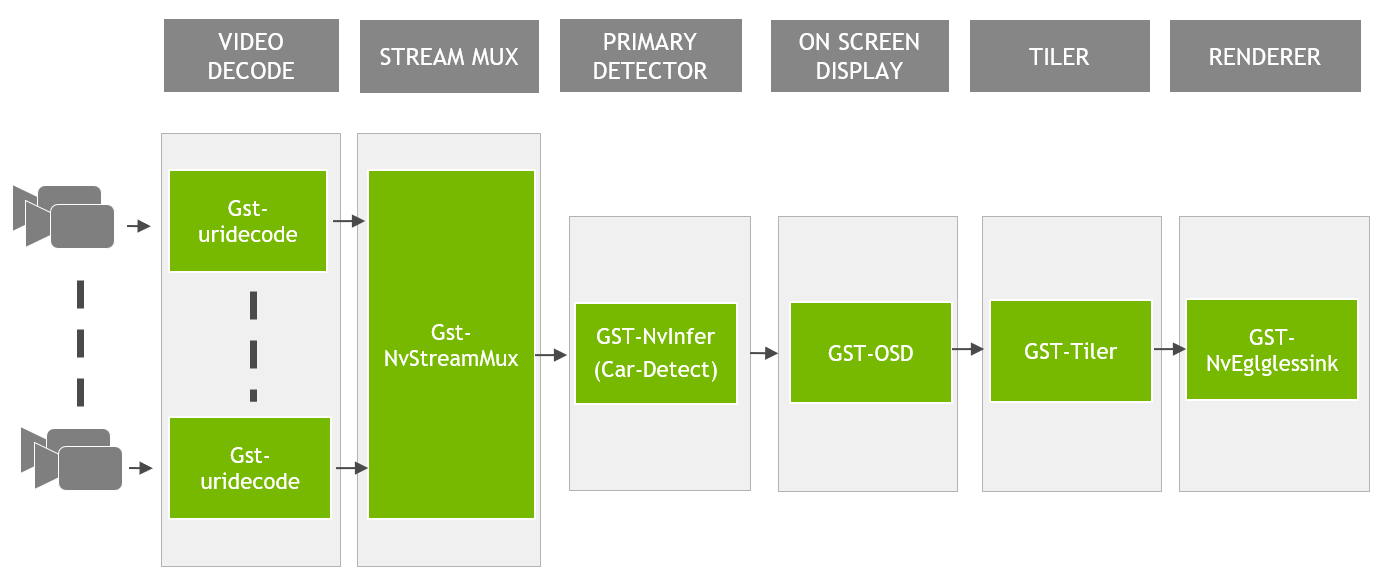 VIDEO
DECODE
STREAM MUX
PRIMARY
DETECTOR
ON SCREEN
DISPLAY
TILER
RENDERER
Gst-
uridecode
Gst-
uridecode
Gst-
NvStreamMux
GST-NvInfer
(Car-Detect)
GST-OSD
GST-Tiler
GST-
NvEglglessink